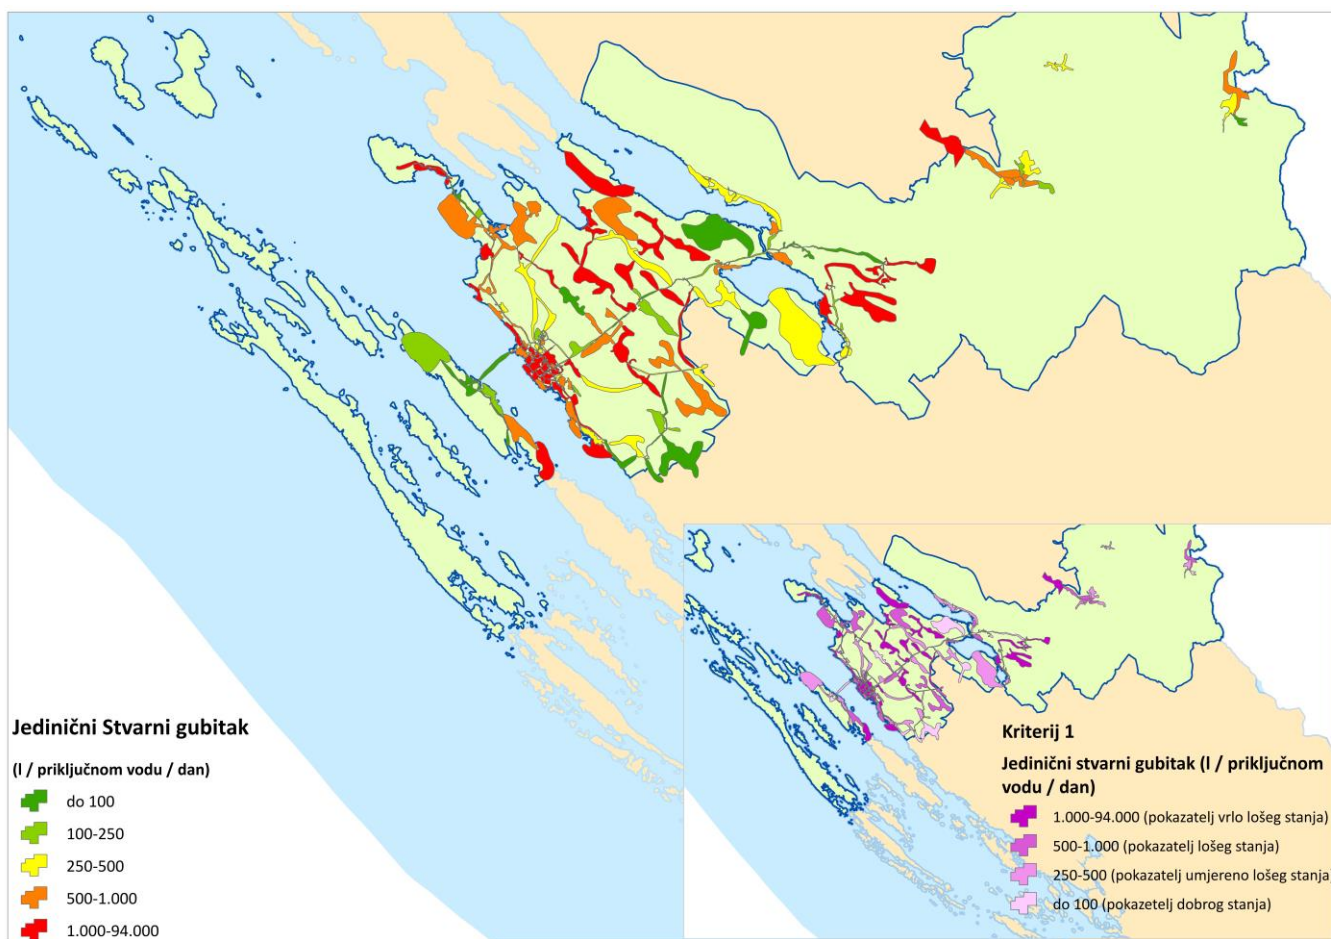 Jedinični Stvarni gubitak
(l / priključnom vodu / dan)
do 100
100-250
250-500
500-1.000
1.000-94.000
Kriterij 1
Jedinični stvarni gubitak (l / priključnom
vodu / dan)
1.000-94.000 (pokazatelj vrlo lošeg stanja)
500-1.000 (pokazatelj lošeg stanja)
250-500 (pokazatelj umjereno lošeg stanja)
do 100 (pokazetelj dobrog stanja)